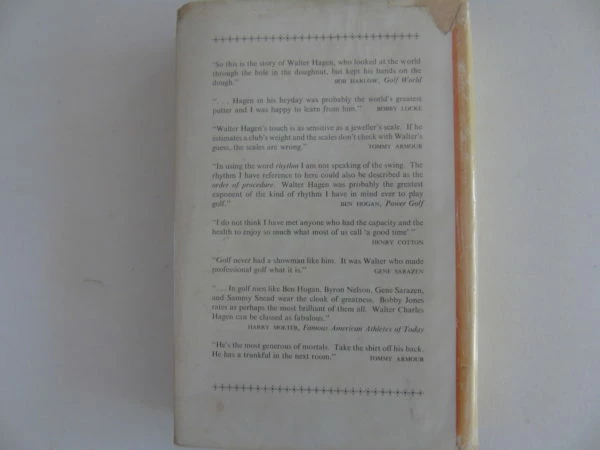 "So this is the story of Walter Hagen, who looked at the world
through the hole in the doughnut, but kept his hands on the
dough." BOB HARLOW, Golf World
". . . Hagen in his heyday was probably the world's greatest
putter and I was happy to learn from him." BOBBY LOCKE
"Walter Hagen's touch is as sensitive as a jeweller's scale. If he
estimates a club's weight and the scales don't check with Walter's
guess, the scales are wrong." TOMMY ARMOUR
"In using the word rhythm I am not speaking of the swing. The
rhythm I have reference to here could also be described as the
order of procedure. Walter Hagen was probably the greatest
exponent of the kind of rhythm I have in mind ever to play
golf." BEN HOGAN, Power Golf
"I do not think I have met anyone who had the capacity and the
health to enjoy so much what most of us call 'a good time'"
HENRY COTTON
"Golf never had a showman like him. It was Walter who made
professional golf what it is." GENE SARAZEN
". . . In golf men like Ben Hogan, Byron Nelson, Gene Sarazen,
and Sammy Snead wear the cloak of greatness. Bobby Jones
rates as perhaps the most brilliant of them all. Walter Charles
Hagen can be classed as fabulous."
HARRY MOLTER, Famous American Athletes of Today
"He's the most generous of mortals. Take the shirt off his back.
He has a trunkful in the next room." TOMMY ARMOUR